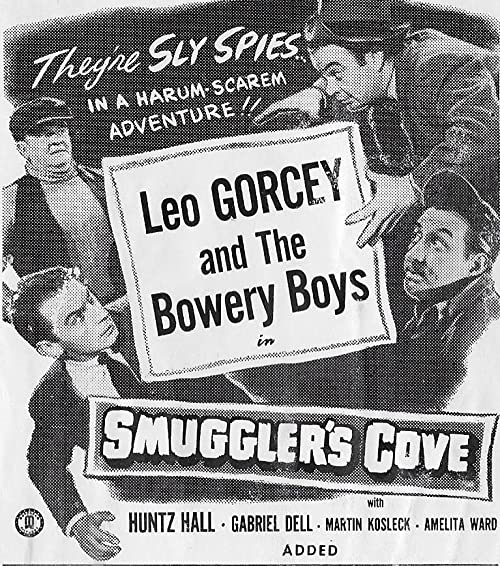 They're SLY SPIES..
IN A HARUM-SCAREM
ADVENTURE!!
Leo GORCEY
and The
Bowery Boys
in
SMUGGLER'S COVE
with
HUNTZ HALL · GABRIEL DELL · MARTIN KOSLECK · AMELITA WARD
ADDED